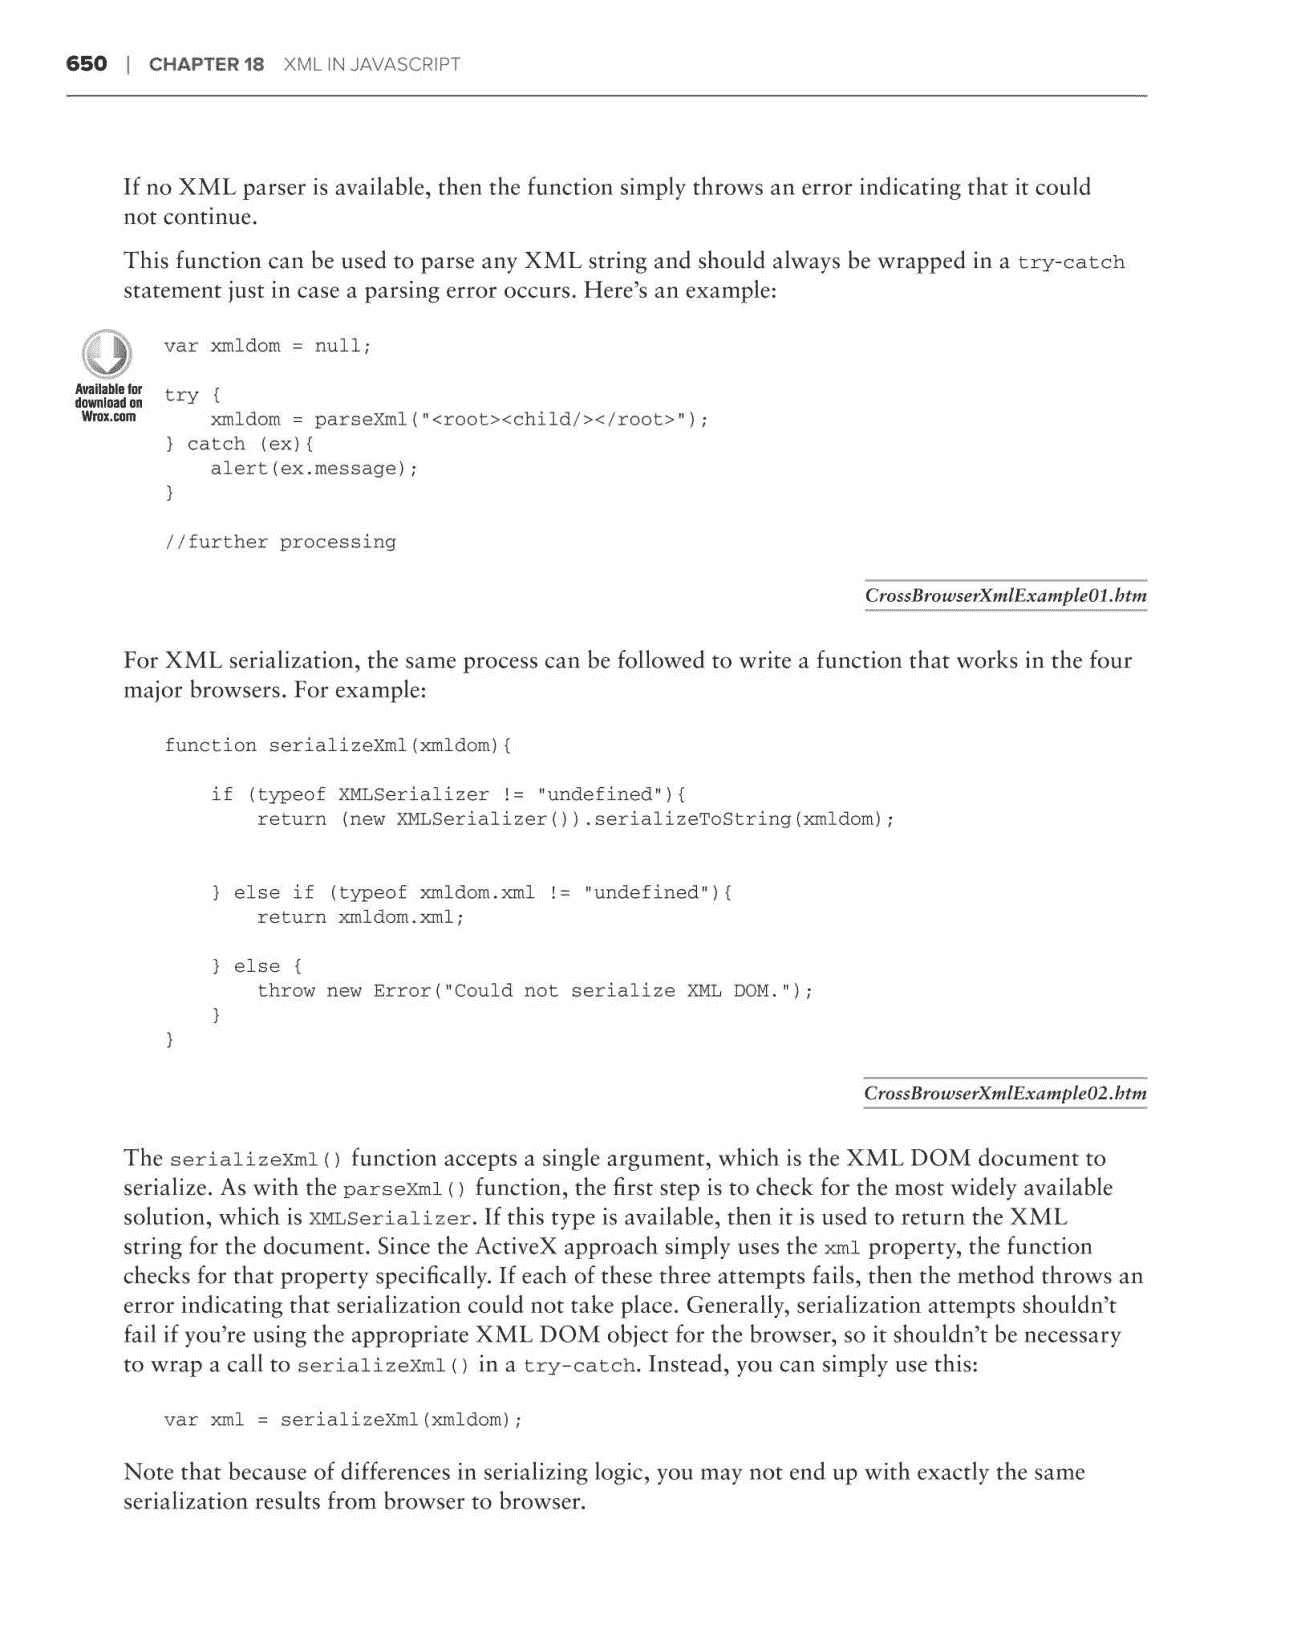 650 | CHAPTER 18 XML IN JAVASCRIPT
If no XML parser is available, then the function simply throws an error indicating that it could
not continue.
This function can be used to parse any XML string and should always be wrapped in a try-catch
statement just in case a parsing error occurs. Here's an example:
Available for
download on
Wrox.com
var xmldom = null;
try {
    xmldom = parseXml("<root><child/></root>");
} catch (ex){
    alert(ex.message);
}
//further processing
CrossBrowserXmlExample01.htm
For XML serialization, the same process can be followed to write a function that works in the four
major browsers. For example:
function serializeXml(xmldom){
    if (typeof XMLSerializer != "undefined"){
        return (new XMLSerializer()).serializeToString(xmldom);
    } else if (typeof xmldom.xml != "undefined"){
        return xmldom.xml;
    } else {
        throw new Error("Could not serialize XML DOM.");
    }
}
CrossBrowserXmlExample02.htm
The serializeXml() function accepts a single argument, which is the XML DOM document to
serialize. As with the parseXml() function, the first step is to check for the most widely available
solution, which is XMLSerializer. If this type is available, then it is used to return the XML
string for the document. Since the ActiveX approach simply uses the xml property, the function
checks for that property specifically. If each of these three attempts fails, then the method throws an
error indicating that serialization could not take place. Generally, serialization attempts shouldn't
fail if you're using the appropriate XML DOM object for the browser, so it shouldn't be necessary
to wrap a call to serializeXml() in a try-catch. Instead, you can simply use this:
var xml = serializeXml(xmldom);
Note that because of differences in serializing logic, you may not end up with exactly the same
serialization results from browser to browser.